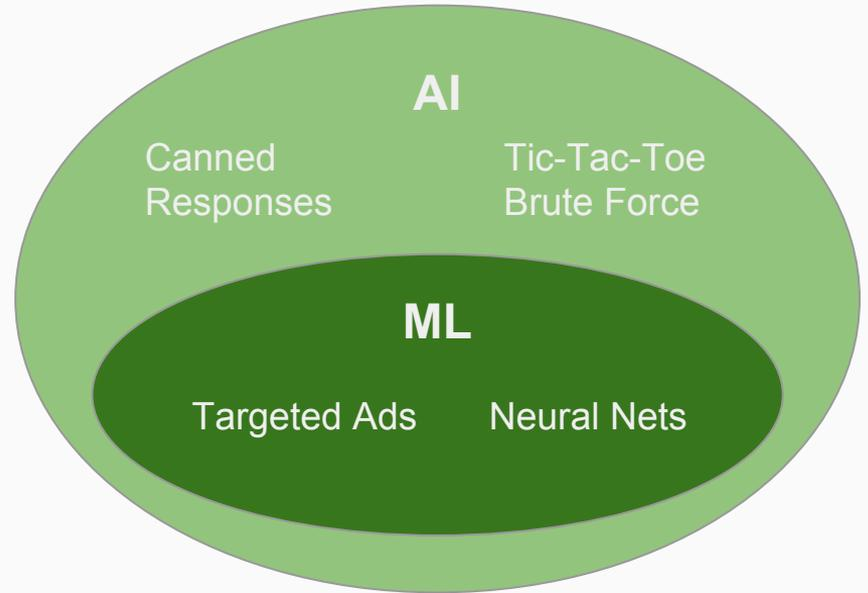 AI
Canned
Responses
Tic-Tac-Toe
Brute Force
ML
Targeted Ads
Neural Nets